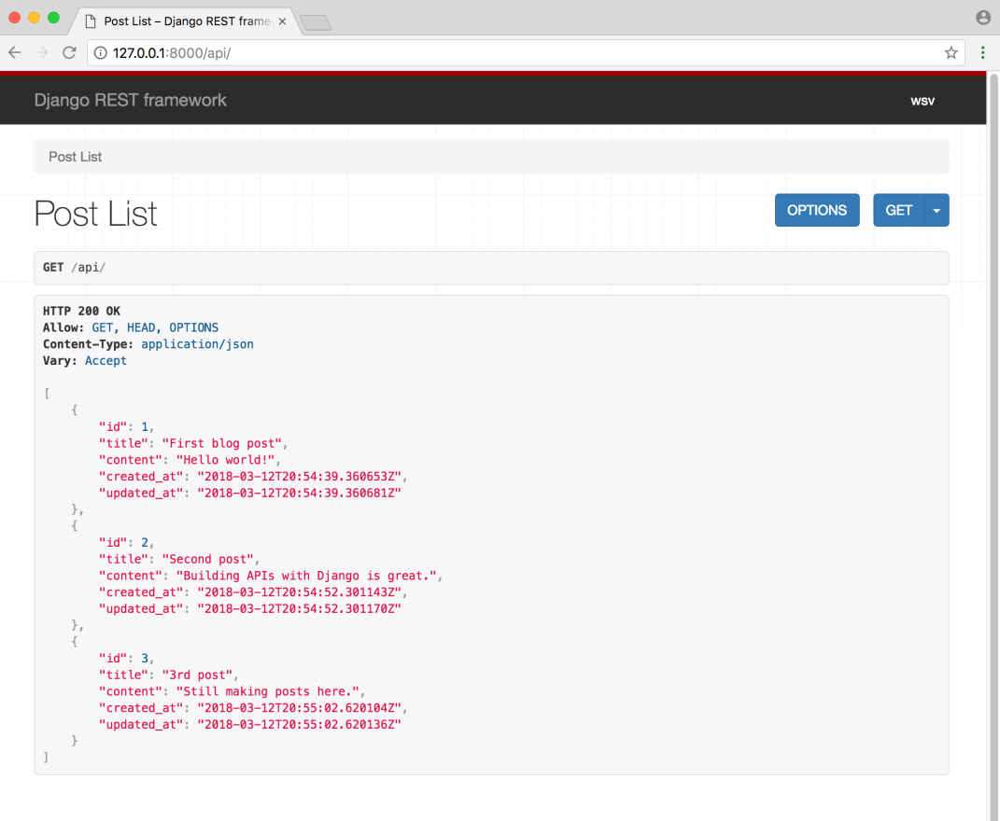 Post List – Django REST frame
127.0.0.1:8000/api/
Django REST framework
wsv
Post List
Post List
OPTIONS
GET
GET /api/
HTTP 200 OK
Allow: GET, HEAD, OPTIONS
Content-Type: application/json
Vary: Accept
[
    {
        "id": 1,
        "title": "First blog post",
        "content": "Hello world!",
        "created_at": "2018-03-12T20:54:39.360653Z",
        "updated_at": "2018-03-12T20:54:39.360681Z"
    },
    {
        "id": 2,
        "title": "Second post",
        "content": "Building APIs with Django is great.",
        "created_at": "2018-03-12T20:54:52.301143Z",
        "updated_at": "2018-03-12T20:54:52.301170Z"
    },
    {
        "id": 3,
        "title": "3rd post",
        "content": "Still making posts here.",
        "created_at": "2018-03-12T20:55:02.620104Z",
        "updated_at": "2018-03-12T20:55:02.620136Z"
    }
]